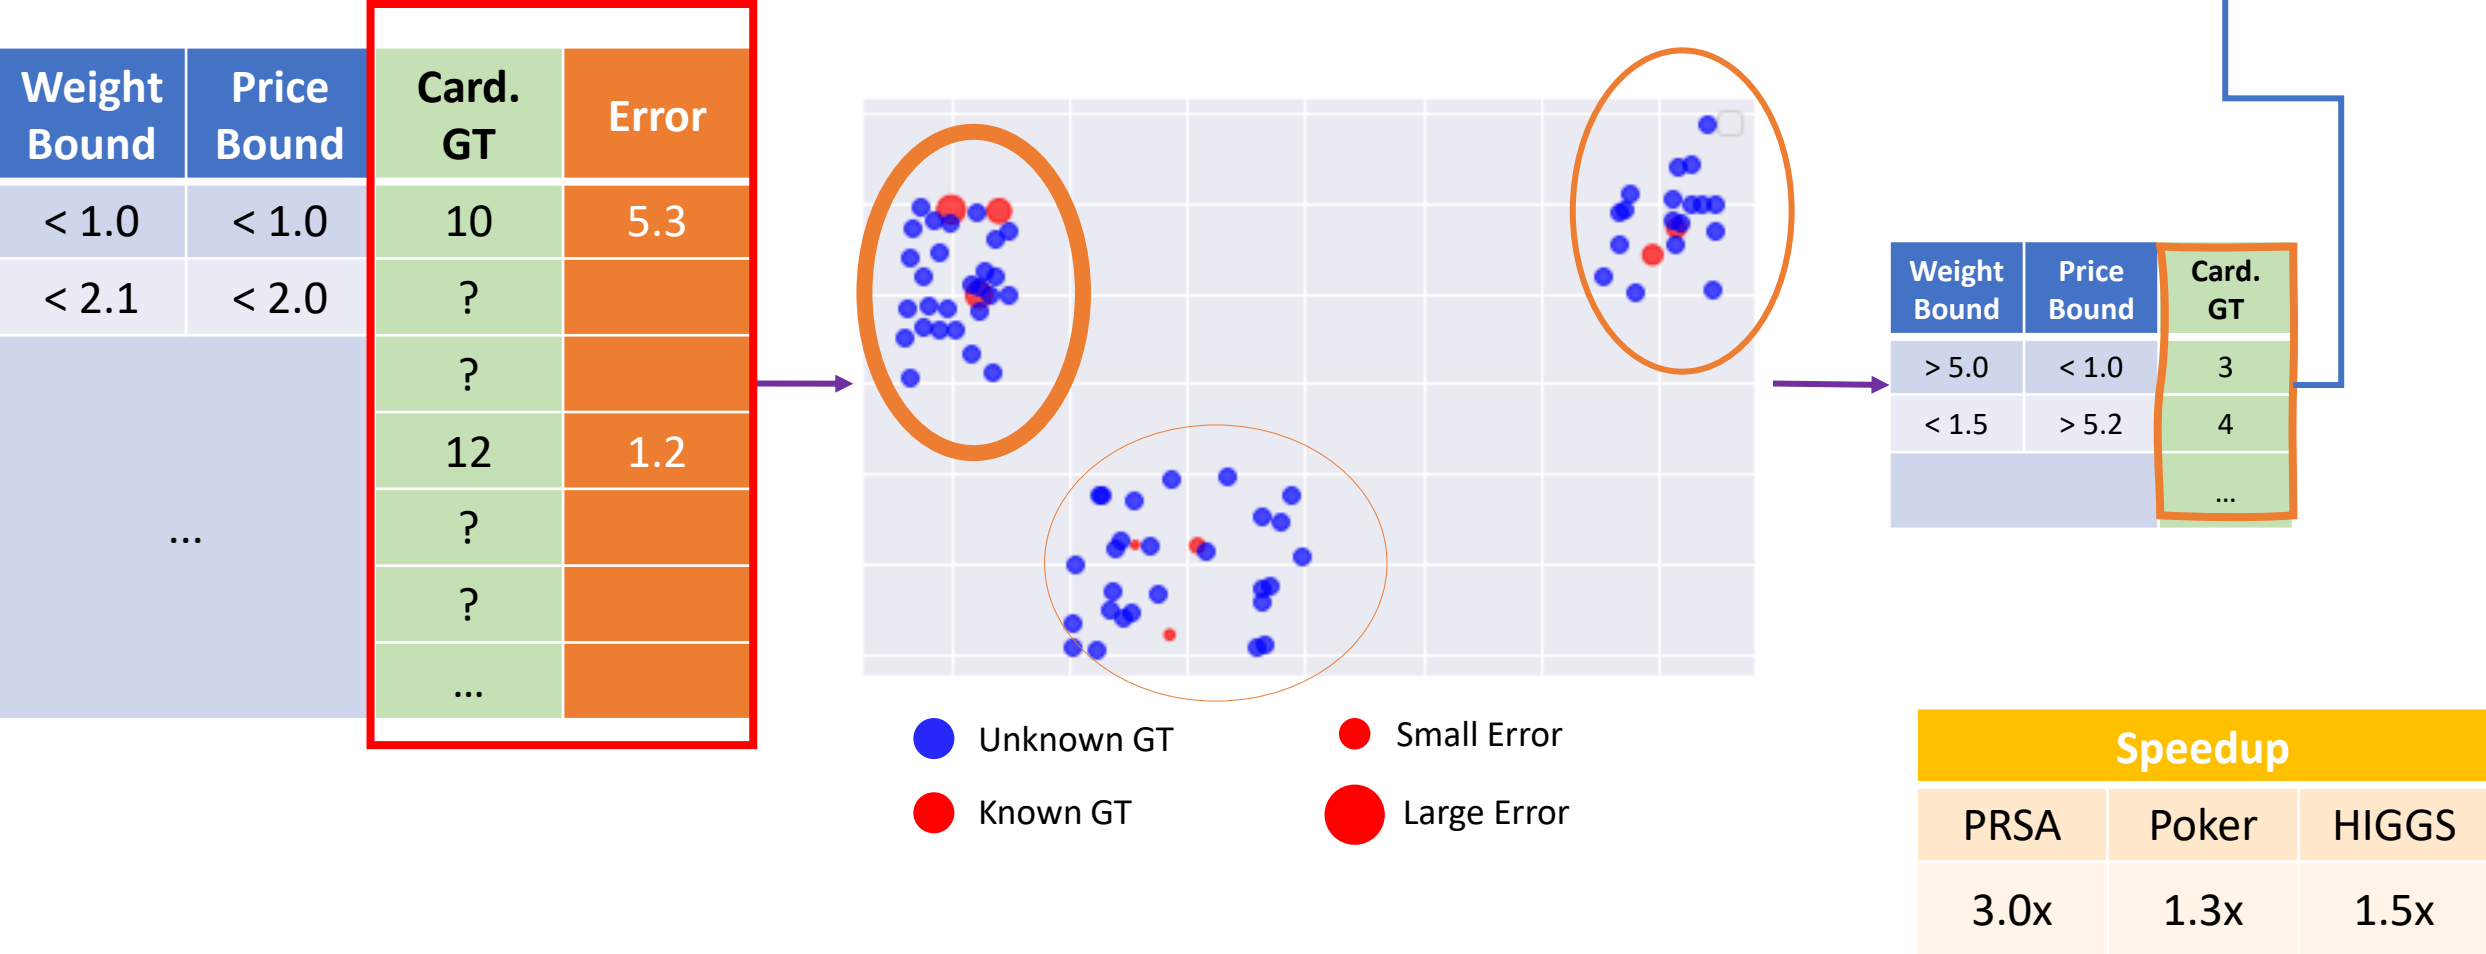 Weight Bound
Price Bound
Card. GT
Error
< 1.0
< 1.0
10
5.3
< 2.1
< 2.0
?
?
12
1.2
...
?
?
...
Unknown GT
Small Error
Known GT
Large Error
Weight Bound
Price Bound
Card. GT
> 5.0
< 1.0
3
< 1.5
> 5.2
4
...
Speedup
PRSA
Poker
HIGGS
3.0x
1.3x
1.5x